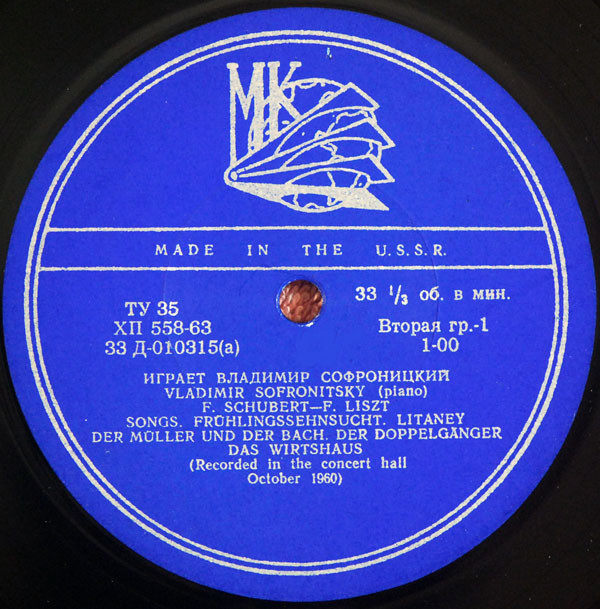 МК
MADE IN THE U.S.S.R.
ТУ 35
ХП 558-63
33 Д-010315(а)
33 1/3 об. в мин.
Вторая гр.-1
1-00
ИГРАЕТ ВЛАДИМИР СОФРОНИЦКИЙ
VLADIMIR SOFRONITSKY (piano)
F. SCHUBERT—F. LISZT
SONGS. FRÜHLINGSSEHNSUCHT. LITANEY
DER MÜLLER UND DER BACH. DER DOPPELGÄNGER
DAS WIRTSHAUS
(Recorded in the concert hall
October 1960)